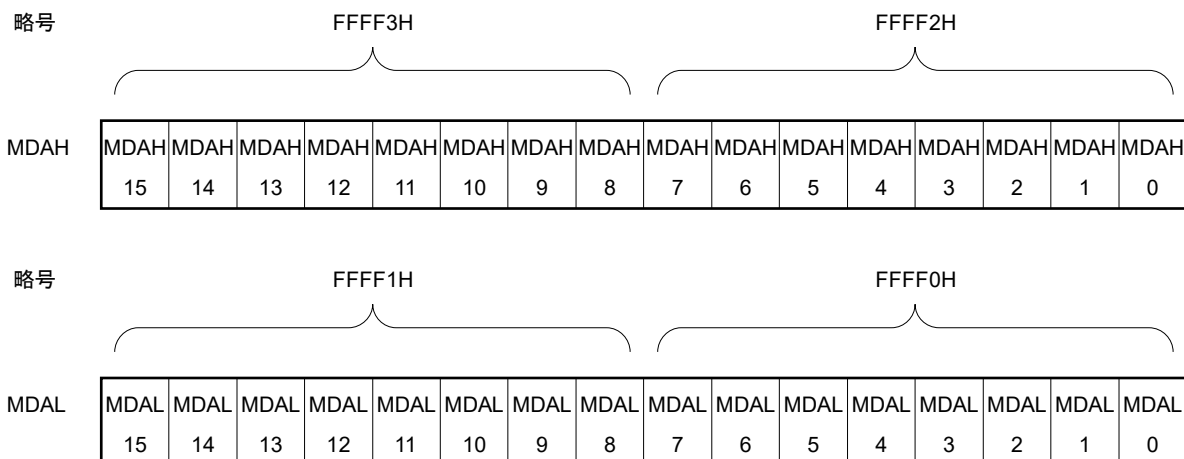 略号 FFFF3H FFFF2H
MDAH MDAH MDAH MDAH MDAH MDAH MDAH MDAH MDAH MDAH MDAH MDAH MDAH MDAH MDAH MDAH MDAH
15 14 13 12 11 10 9 8 7 6 5 4 3 2 1 0
略号 FFFF1H FFFF0H
MDAL MDAL MDAL MDAL MDAL MDAL MDAL MDAL MDAL MDAL MDAL MDAL MDAL MDAL MDAL MDAL MDAL
15 14 13 12 11 10 9 8 7 6 5 4 3 2 1 0